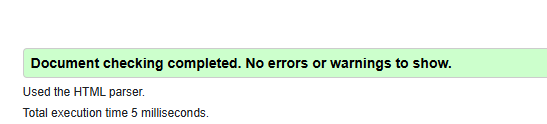 Document checking completed. No errors or warnings to show.
Used the HTML parser.
Total execution time 5 milliseconds.